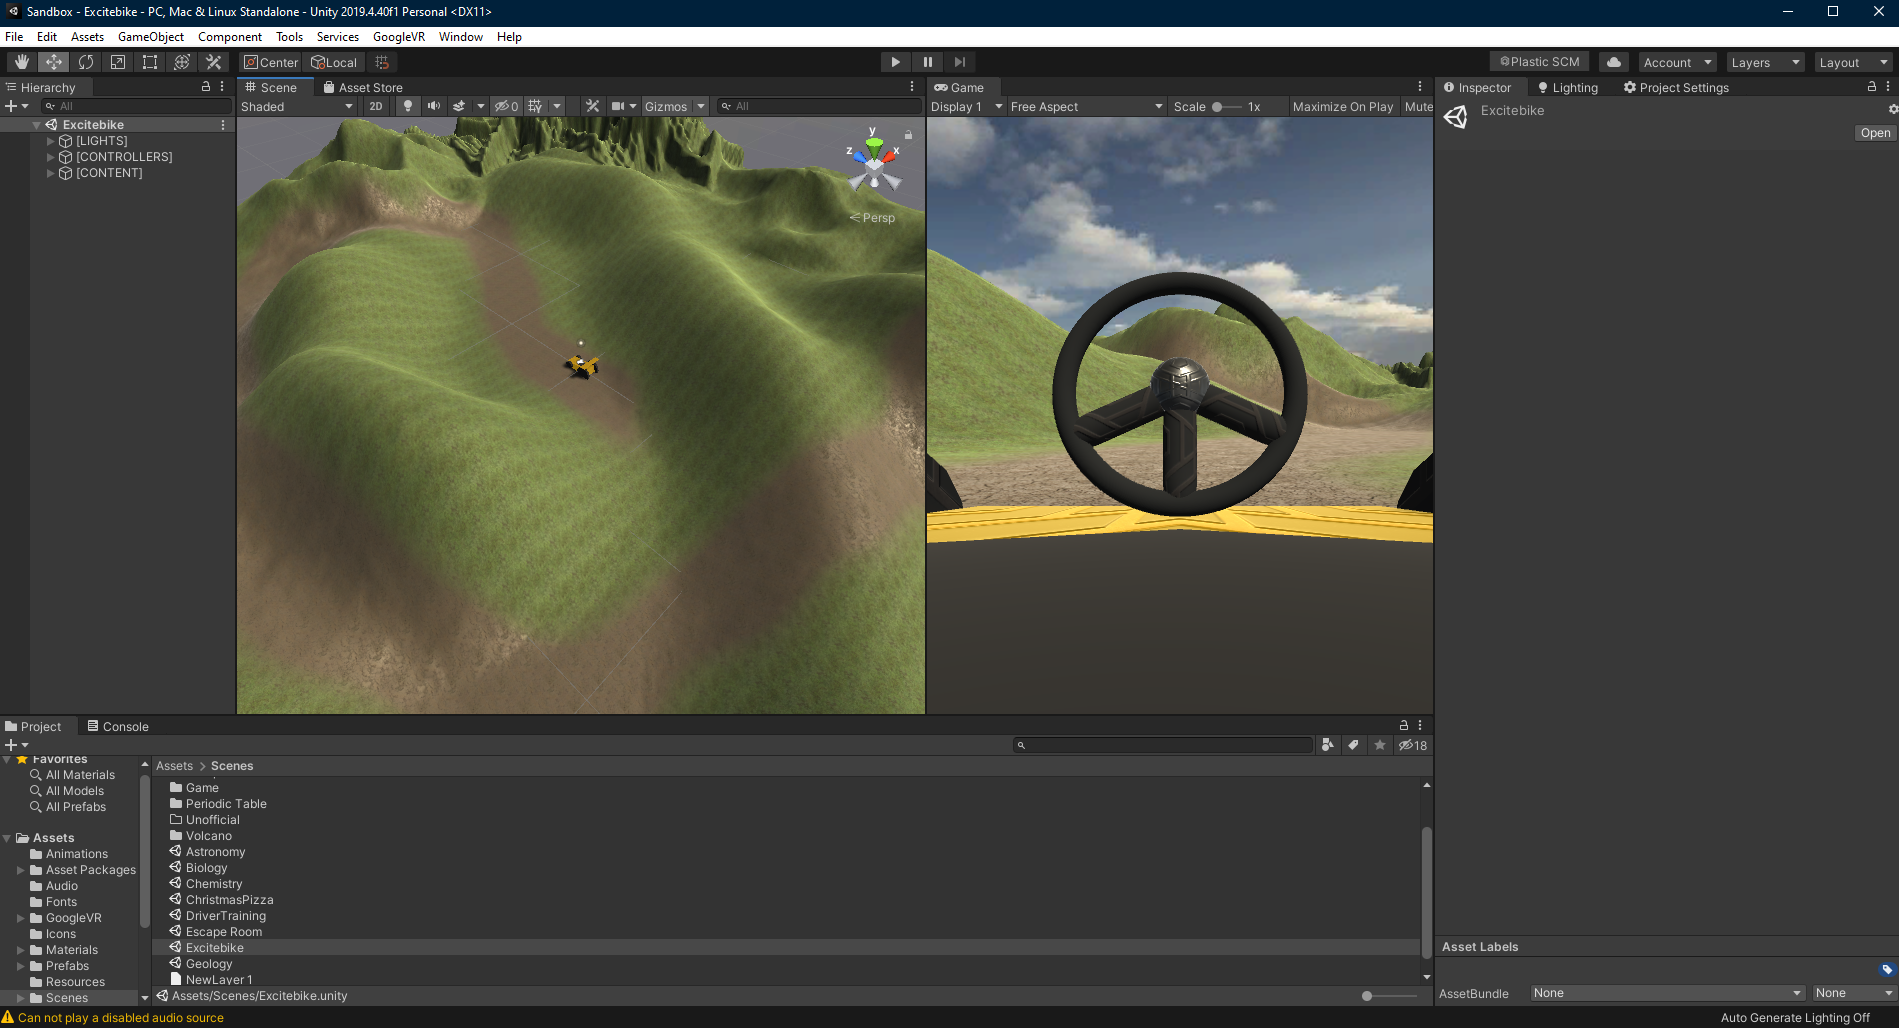 Sandbox - Excitebike - PC, Mac & Linux Standalone - Unity 2019.4.40f1 Personal <DX11>
File Edit Assets GameObject Component Tools Services GoogleVR Window Help
Center Local Plastic SCM Account Layers Layout
Hierarchy
All
Excitebike
[LIGHTS]
[CONTROLLERS]
[CONTENT]
Scene Asset Store
Shaded 2D 0 Gizmos All
y
z x
Persp
Game
Display 1 Free Aspect Scale 1x Maximize On Play Mute
Inspector Lighting Project Settings
Excitebike
Open
Project Console
18
Favorites
All Materials
All Models
All Prefabs
Assets
Animations
Asset Packages
Audio
Fonts
GoogleVR
Icons
Materials
Prefabs
Resources
Scenes
Assets > Scenes
Game
Periodic Table
Unofficial
Volcano
Astronomy
Biology
Chemistry
ChristmasPizza
DriverTraining
Escape Room
Excitebike
Geology
NewLayer 1
Assets/Scenes/Excitebike.unity
Asset Labels
AssetBundle None None
Can not play a disabled audio source
Auto Generate Lighting Off